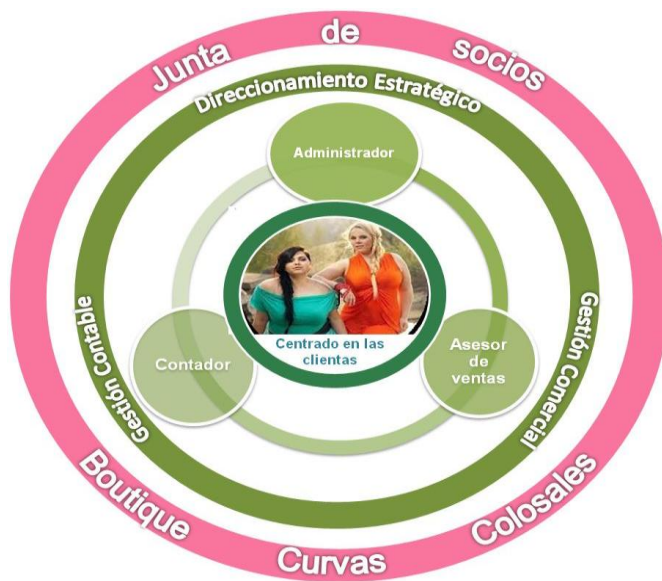 Junta de socios
Direccionamiento Estratégico
Administrador
Centrado en las
clientas
Contador
Asesor
de
ventas
Gestión Contable
Gestión Comercial
Boutique Curvas Colosales